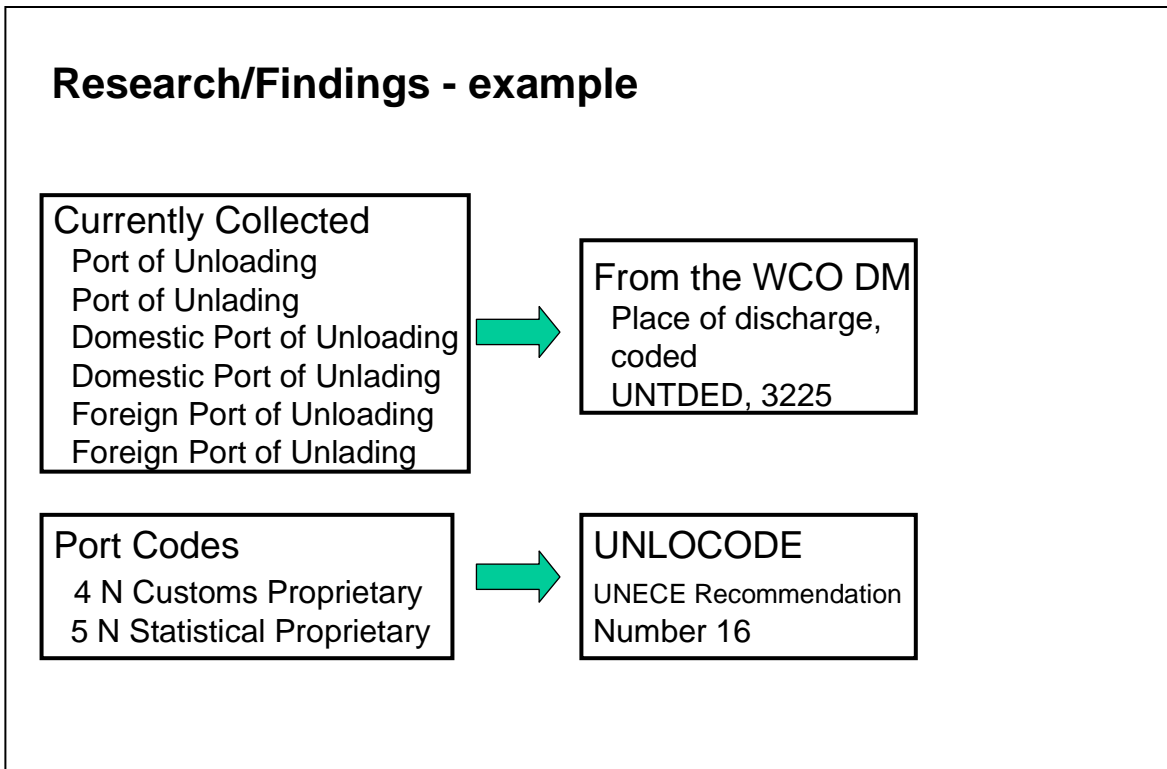 Research/Findings - example
Currently Collected
Port of Unloading
Port of Unlading
Domestic Port of Unloading
Domestic Port of Unlading
Foreign Port of Unloading
Foreign Port of Unlading
From the WCO DM
Place of discharge,
coded
UNTDED, 3225
Port Codes
4 N Customs Proprietary
5 N Statistical Proprietary
UNLOCODE
UNECE Recommendation
Number 16